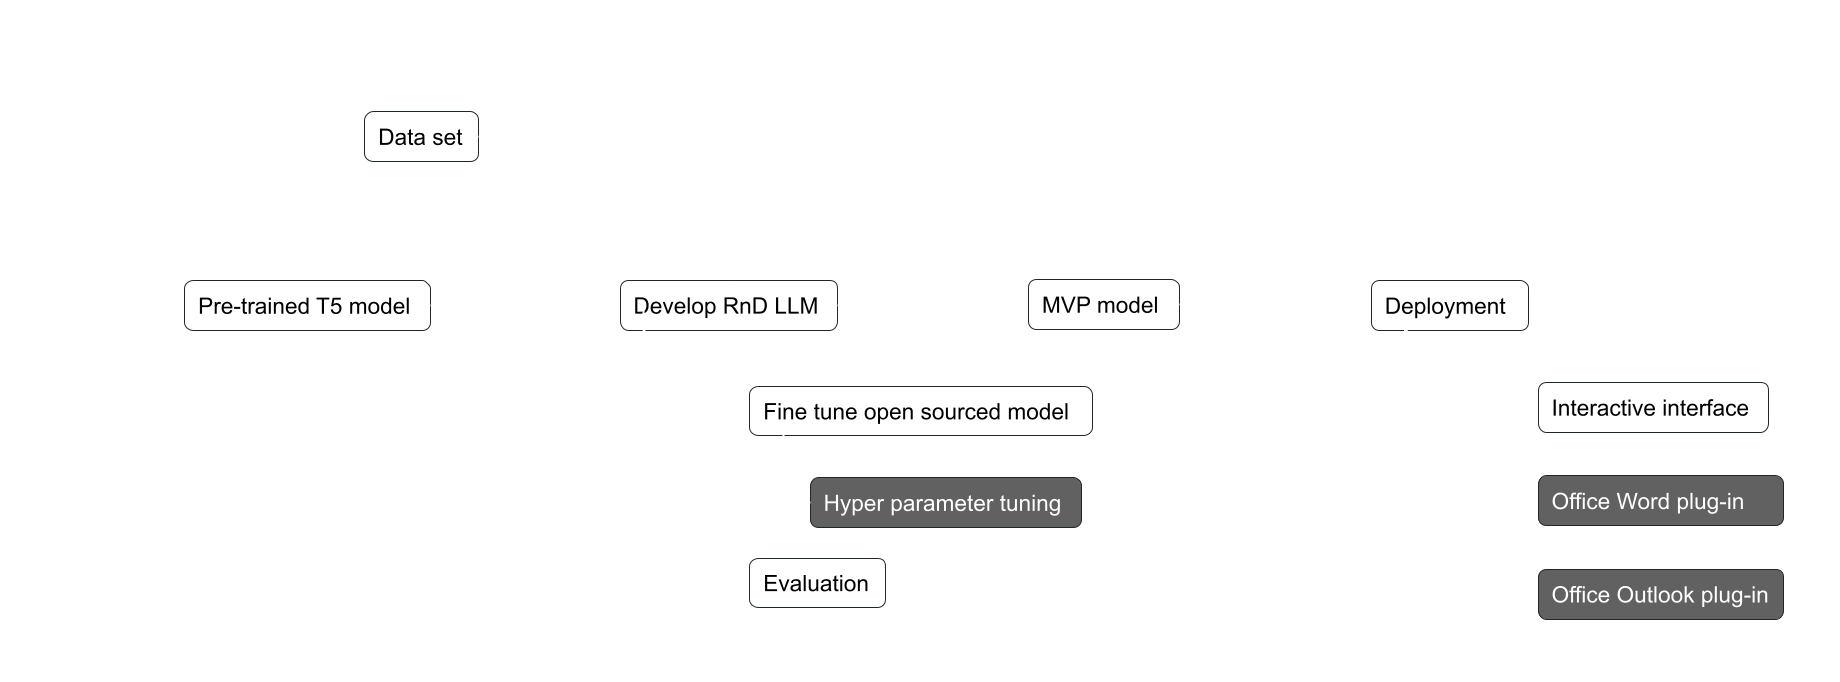 Data set
Pre-trained T5 model
Develop RnD LLM
MVP model
Deployment
Fine tune open sourced model
Interactive interface
Hyper parameter tuning
Office Word plug-in
Evaluation
Office Outlook plug-in